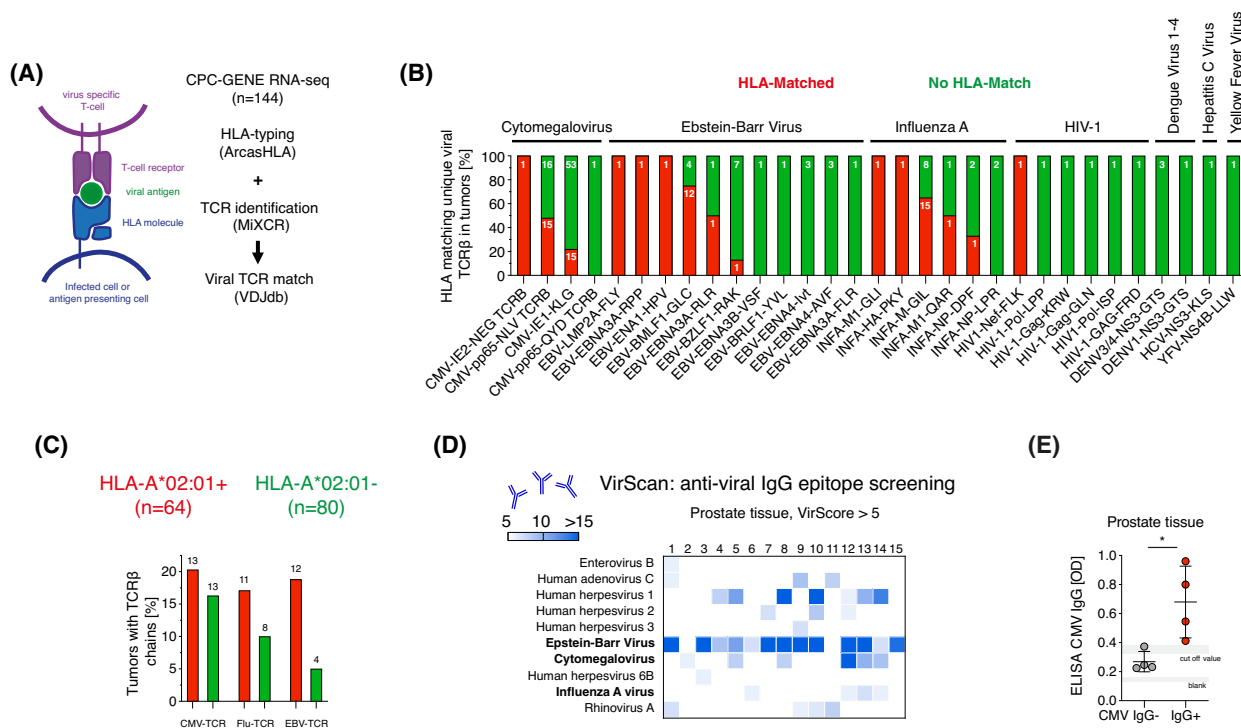 (A)
virus specific
T-cell
T-cell receptor
viral antigen
HLA molecule
Infected cell or
antigen presenting cell
CPC-GENE RNA-seq
(n=144)
HLA-typing
(ArcasHLA)
+
TCR identification
(MiXCR)
Viral TCR match
(VDJdb)
(B)
HLA-Matched
No HLA-Match
Cytomegalovirus
Ebstein-Barr Virus
Influenza A
HIV-1
Dengue Virus 1-4
Hepatitis C Virus
Yellow Fever Virus
HLA matching unique viral
TCRβ in tumors [%]
100
80
60
40
20
0
1 16 53 1 1 1 1 4 1 7 1 1 3 3 1 1 1 8 1 2 2 1 1 1 1 1 1 3 1 1 1
15 15 12 1 1 15 1 1
CMV-IE2-NEG TCRB
CMV-pp65-NLV TCRB
CMV-IE1-KLG
CMV-pp65-QYD TCRB
EBV-LMP2A-FLY
EBV-EBNA3A-RPP
EBV-ENA1-HPV
EBV-BMLF1-GLC
EBV-EBNA3A-RLR
EBV-BZLF1-RAK
EBV-EBNA3B-VSF
EBV-BRLF1-YVL
EBV-EBNA4-Ivt
EBV-EBNA4-AVF
EBV-EBNA3A-FLR
INFA-M1-GLI
INFA-HA-PKY
INFA-M-GIL
INFA-M1-QAR
INFA-NP-DPF
INFA-NP-LPR
HIV1-Nef-FLK
HIV-1-Pol-LPP
HIV-1-Gag-KRW
HIV-1-Gag-GLN
HIV1-Pol-ISP
HIV-1-GAG-FRD
DENV3/4-NS3-GTS
DENV1-NS3-GTS
HCV-NS3-KLS
YFV-NS4B-LLW
(C)
HLA-A*02:01+
(n=64)
HLA-A*02:01-
(n=80)
Tumors with TCRβ
chains [%]
20
15
10
5
0
13 13 11 8 12 4
CMV-TCR Flu-TCR EBV-TCR
(D)
VirScan: anti-viral IgG epitope screening
Prostate tissue, VirScore > 5
5 10 >15
1 2 3 4 5 6 7 8 9 10 11 12 13 14 15
Enterovirus B
Human adenovirus C
Human herpesvirus 1
Human herpesvirus 2
Human herpesvirus 3
Epstein-Barr Virus
Cytomegalovirus
Human herpesvirus 6B
Influenza A virus
Rhinovirus A
(E)
Prostate tissue
*
ELISA CMV IgG [OD]
1.0
0.8
0.6
0.4
0.2
0
cut off value
blank
CMV IgG- IgG+